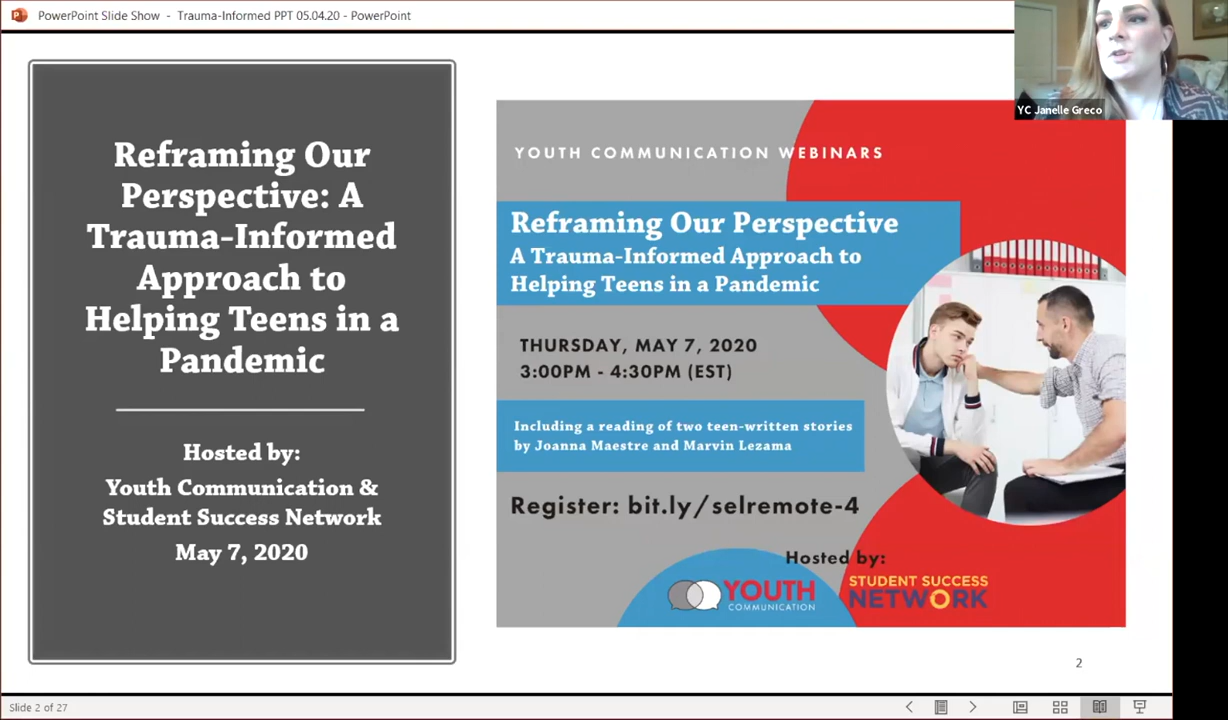 PowerPoint Slide Show - Trauma-Informed PPT 05.04.20 - PowerPoint
YC Janelle Greco
Reframing Our
Perspective: A
Trauma-Informed
Approach to
Helping Teens in a
Pandemic
Hosted by:
Youth Communication &
Student Success Network
May 7, 2020
YOUTH COMMUNICATION WEBINARS
Reframing Our Perspective
A Trauma-Informed Approach to
Helping Teens in a Pandemic
THURSDAY, MAY 7, 2020
3:00PM - 4:30PM (EST)
Including a reading of two teen-written stories
by Joanna Maestre and Marvin Lezama
Register: bit.ly/selremote-4
Hosted by:
YOUTH
COMMUNICATION
STUDENT SUCCESS
NETWORK
2
Slide 2 of 27